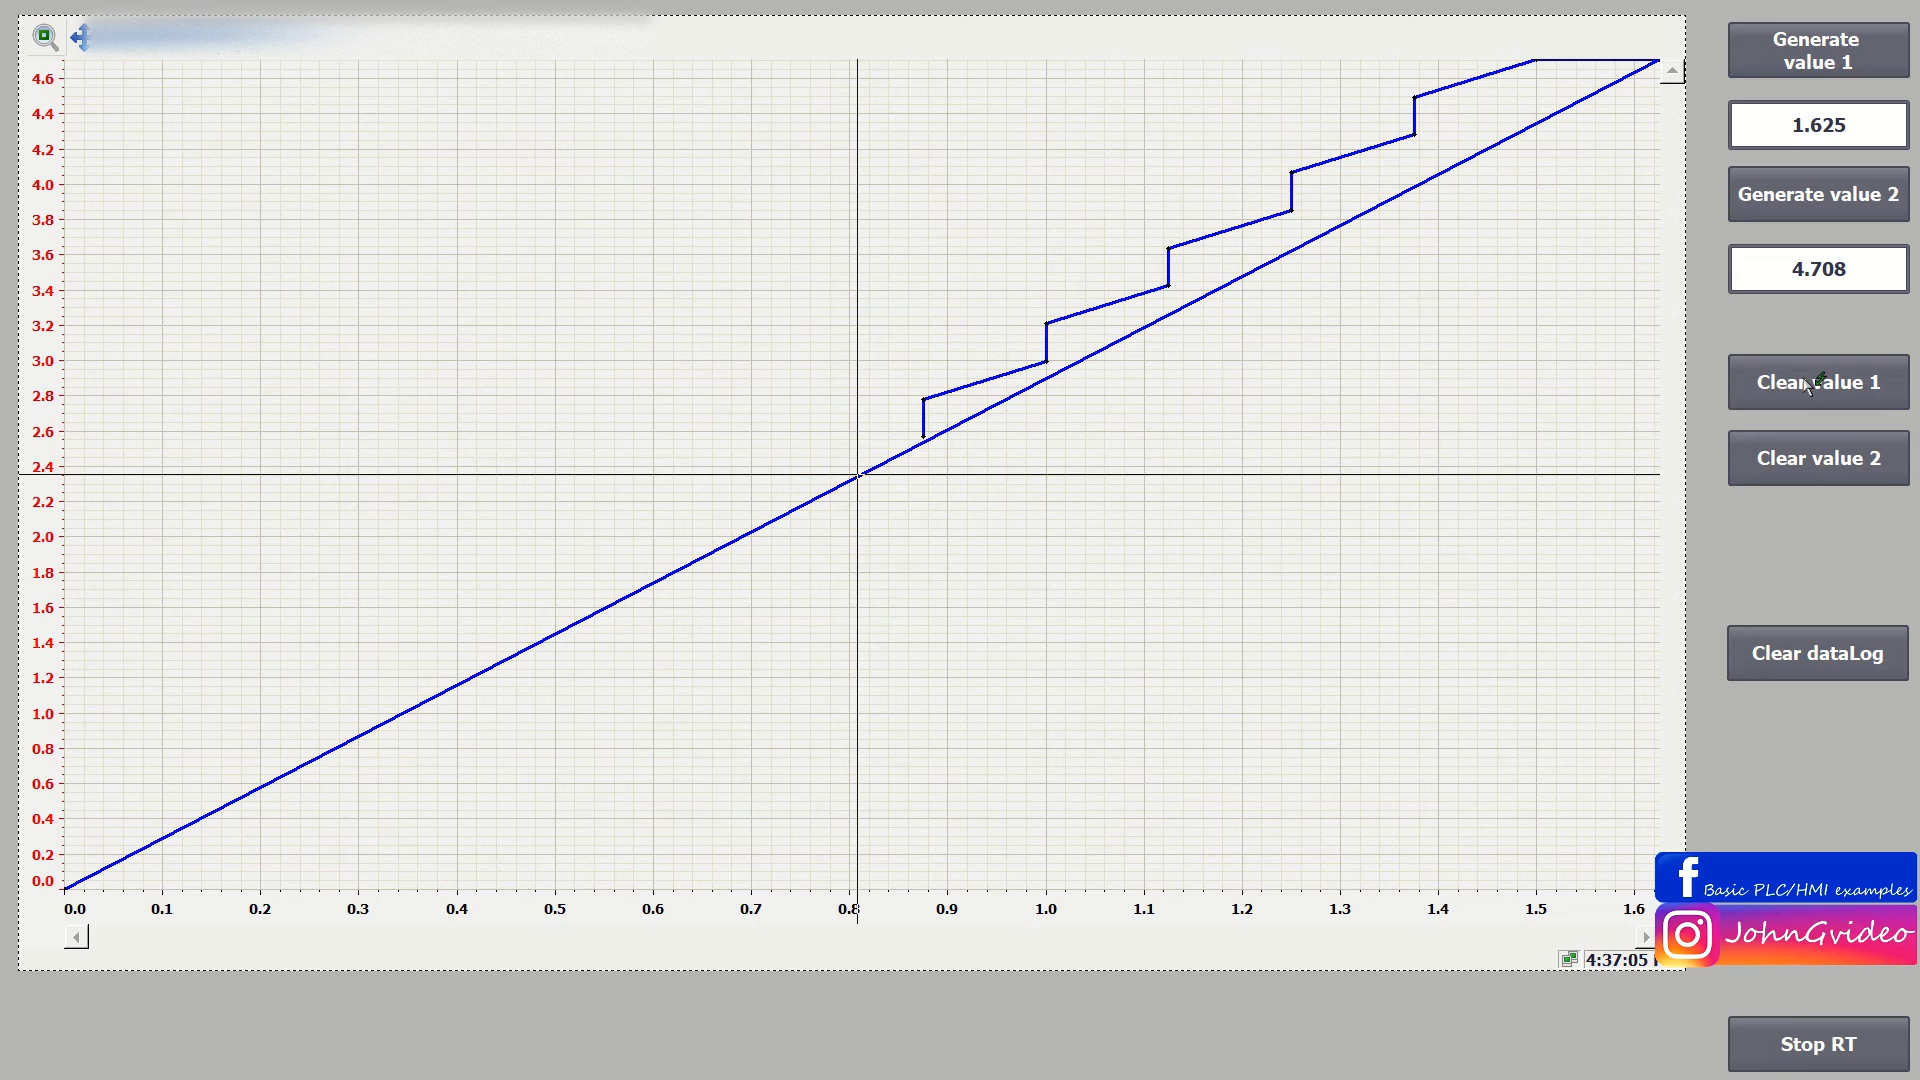 Generate
value 1
1.625
Generate value 2
4.708
Clear value 1
Clear value 2
Clear dataLog
Stop RT
4.6
4.4
4.2
4.0
3.8
3.6
3.4
3.2
3.0
2.8
2.6
2.4
2.2
2.0
1.8
1.6
1.4
1.2
1.0
0.8
0.6
0.4
0.2
0.0
0.0 0.1 0.2 0.3 0.4 0.5 0.6 0.7 0.8 0.9 1.0 1.1 1.2 1.3 1.4 1.5 1.6
4:37:05
f Basic PLC/HMI examples
JohnGvideo